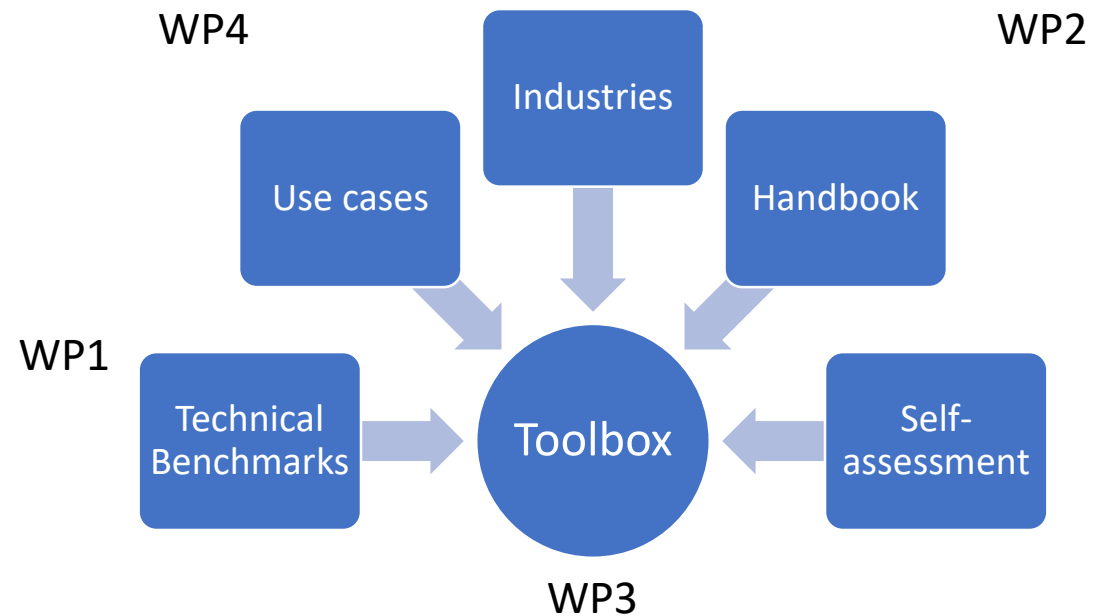 WP4
WP2
Industries
Use cases
Handbook
WP1
Technical
Benchmarks
Toolbox
Self-
assessment
WP3